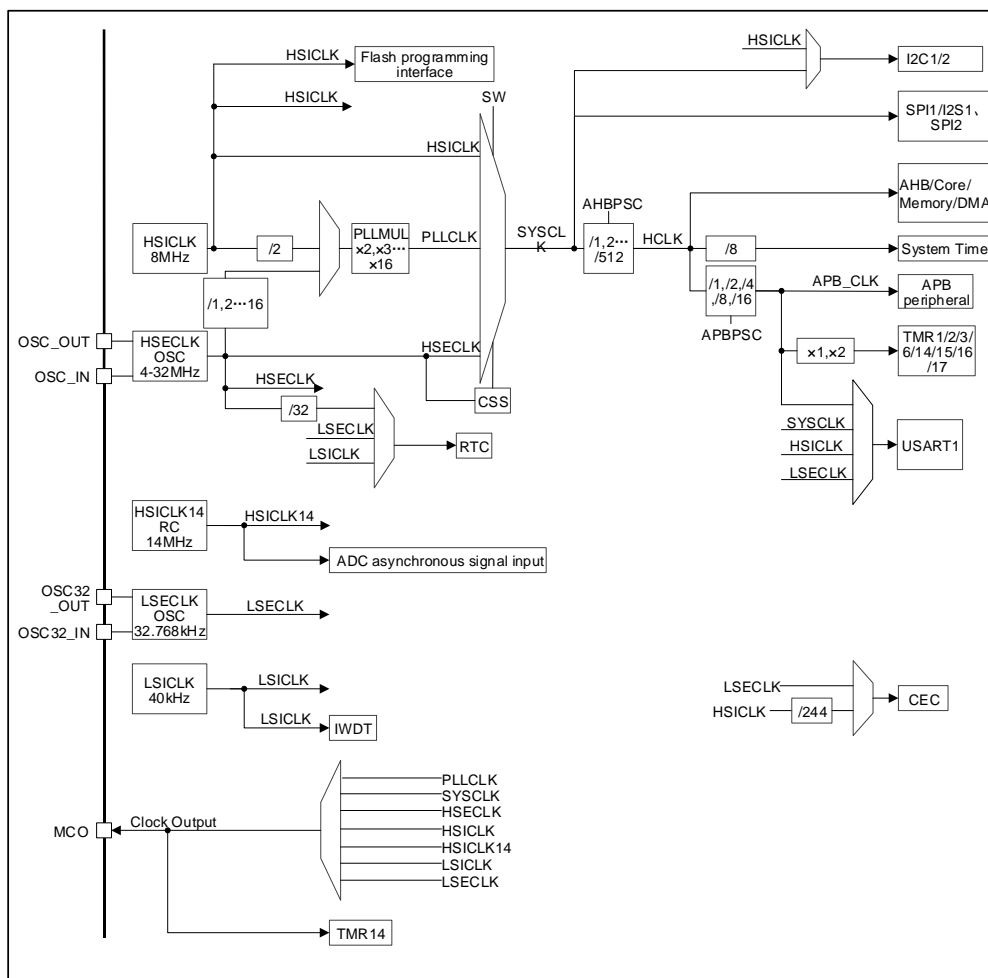 HSICLK
Flash programming
interface
HSICLK
I2C1/2
HSICLK
SW
SPI1/I2S1、
SPI2
HSICLK
AHB/Core/
Memory/DMA
AHBPSC
HSICLK
8MHz
/2
PLLMUL
×2,×3…
×16
PLLCLK
SYSCL
K
/1,2…
/512
HCLK
/8
System Time
/1,2…16
/1,/2,/4
,/8,/16
APB_CLK
APB
peripheral
APBPSC
OSC_OUT
OSC_IN
HSECLK
OSC
4-32MHz
HSECLK
×1,×2
TMR1/2/3/
6/14/15/16
/17
HSECLK
CSS
/32
LSECLK
LSICLK
RTC
SYSCLK
HSICLK
LSECLK
USART1
HSICLK14
RC
14MHz
HSICLK14
ADC asynchronous signal input
OSC32
_OUT
OSC32_IN
LSECLK
OSC
32.768kHz
LSECLK
LSICLK
40kHz
LSICLK
LSICLK
IWDT
LSECLK
HSICLK
/244
CEC
MCO
Clock Output
PLLCLK
SYSCLK
HSECLK
HSICLK
HSICLK14
LSICLK
LSECLK
TMR14